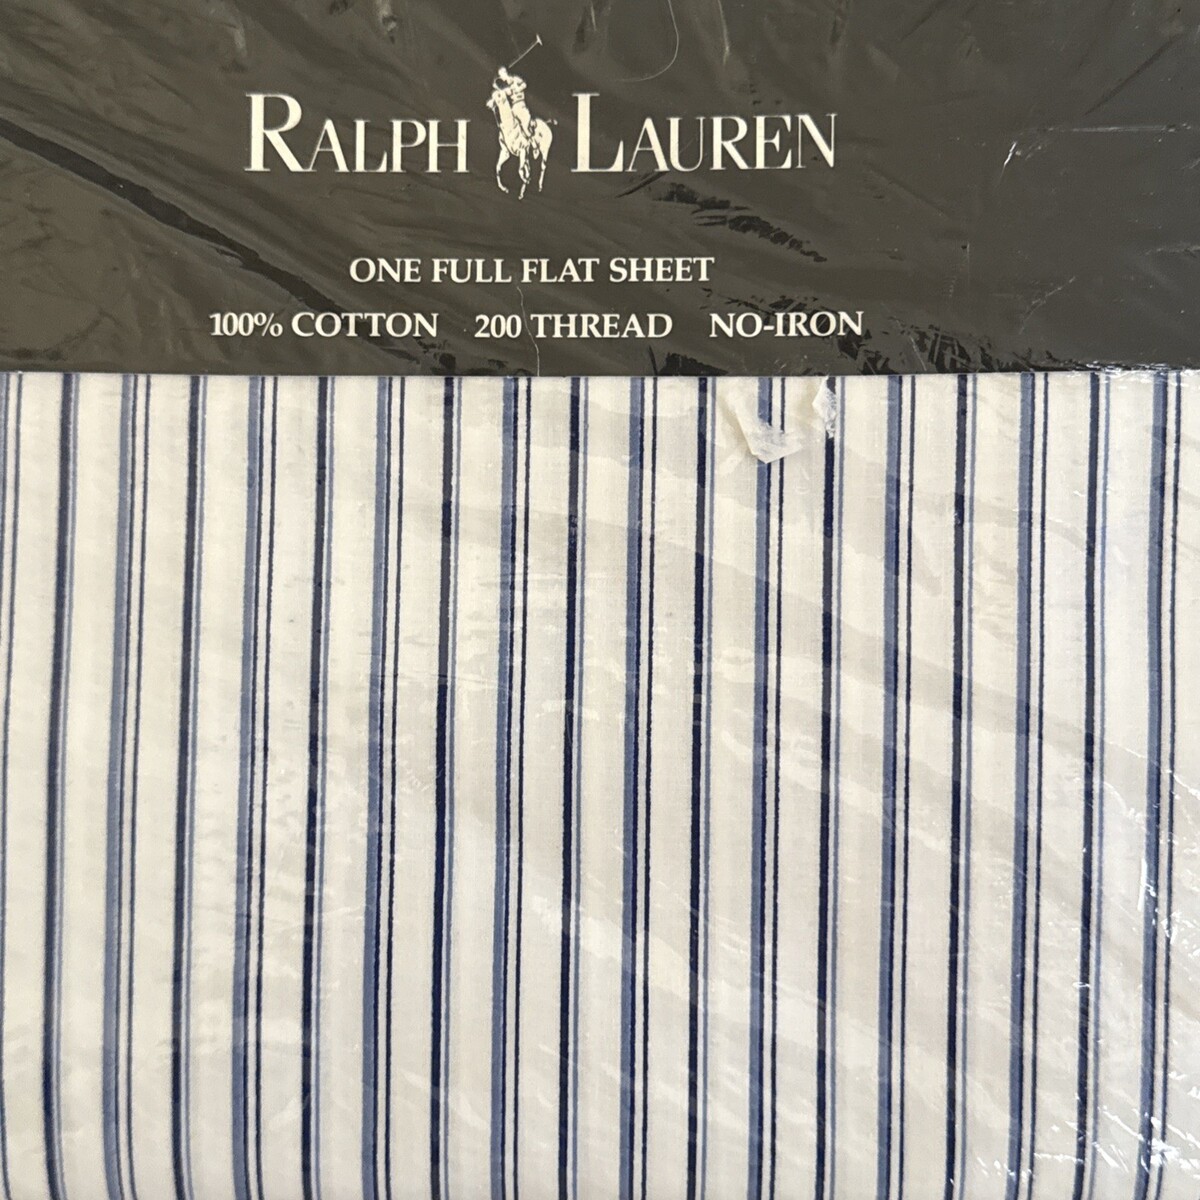 RALPH LAUREN
ONE FULL FLAT SHEET
100% COTTON 200 THREAD NO-IRON